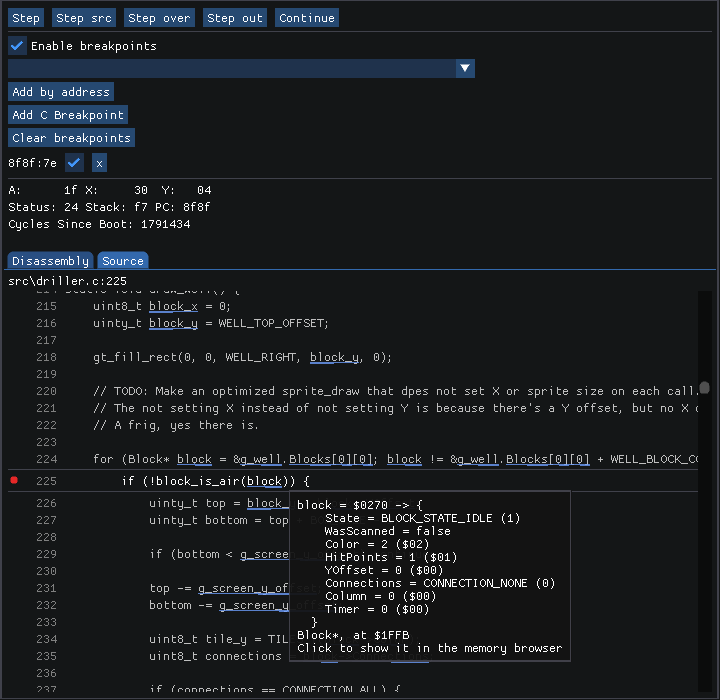 Step Step src Step over Step out Continue
Enable breakpoints
Add by address
Add C Breakpoint
Clear breakpoints
8f8f:7e x
A: 1f X: 30 Y: 04
Status: 24 Stack: f7 PC: 8f8f
Cycles Since Boot: 1791434
Disassembly Source
src\driller.c:225
215 uint8_t block_x = 0;
216 uinty_t block_y = WELL_TOP_OFFSET;
217
218 gt_fill_rect(0, 0, WELL_RIGHT, block_y, 0);
219
220 // TODO: Make an optimized sprite_draw that dpes not set X or sprite size on each call.
221 // The not setting X instead of not setting Y is because there's a Y offset, but no X
222 // A frig, yes there is.
223
224 for (Block* block = &g_well.Blocks[0][0]; block != &g_well.Blocks[0][0] + WELL_BLOCK_CO
225 if (!block_is_air(block)) {
226 uinty_t top = block_
227 uinty_t bottom = top
228
229 if (bottom < g_screen_y
230
231 top -= g_screen_y_of
232 bottom -= g_screen_y
233
234 uint8_t tile_y = TIL
235 uint8_t connections
236
237 if (connections == CONNECTION_ALL) {
block = $0270 -> {
State = BLOCK_STATE_IDLE (1)
WasScanned = false
Color = 2 ($02)
HitPoints = 1 ($01)
YOffset = 0 ($00)
Connections = CONNECTION_NONE (0)
Column = 0 ($00)
Timer = 0 ($00)
}
Block*, at $1FFB
Click to show it in the memory browser